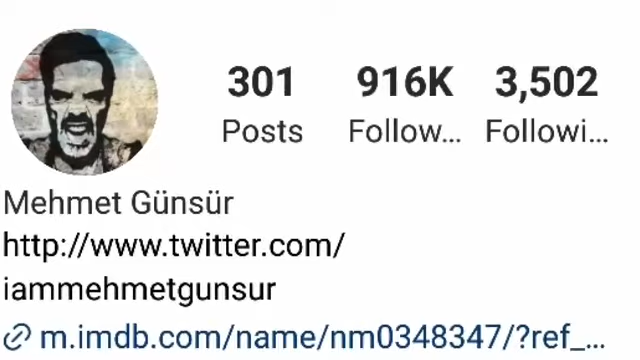 301 916K 3,502
Posts Follow... Followi...
Mehmet Günsür
http://www.twitter.com/
iammehmetgunsur
m.imdb.com/name/nm0348347/?ref_...